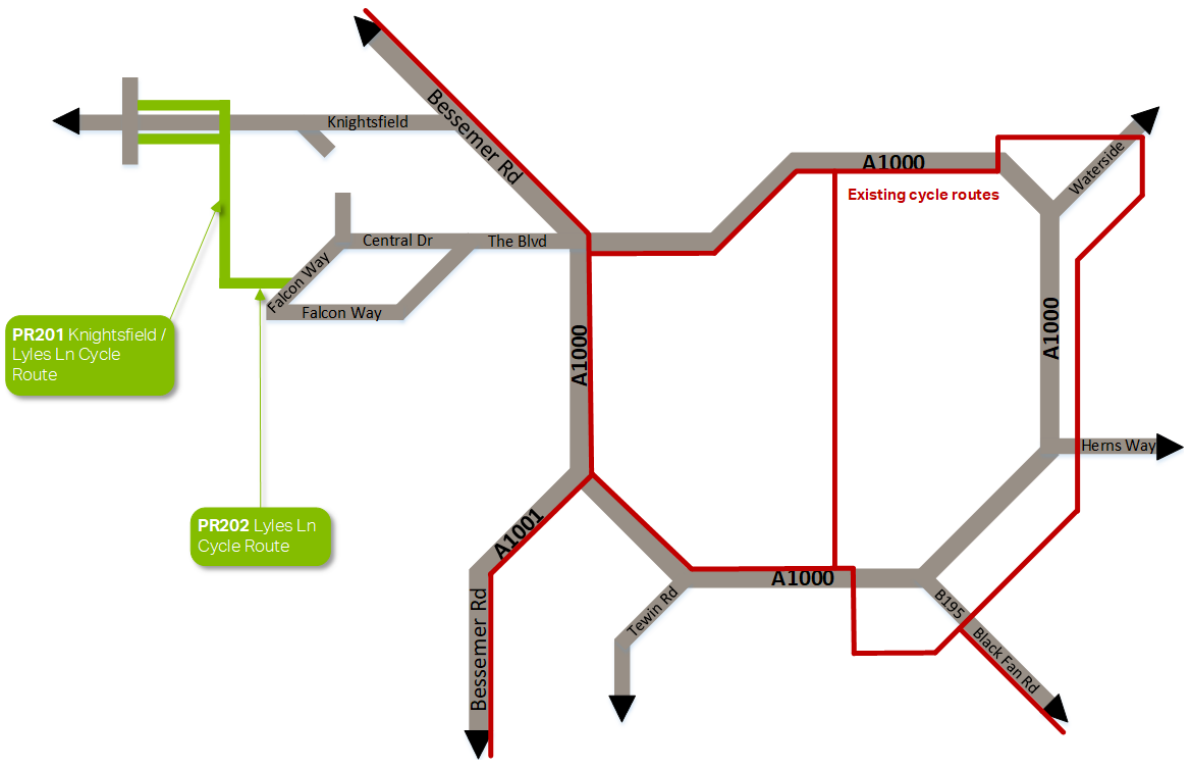 Bessemer Rd
Knightsfield
A1000
Waterside
Existing cycle routes
Central Dr
The Blvd
Falcon Way
Falcon Way
PR201 Knightsfield /
Lyles Ln Cycle
Route
A1000
A1000
Herns Way
PR202 Lyles Ln
Cycle Route
A1001
A1000
Tewin Rd
B195
Bessemer Rd
Black Fan Rd